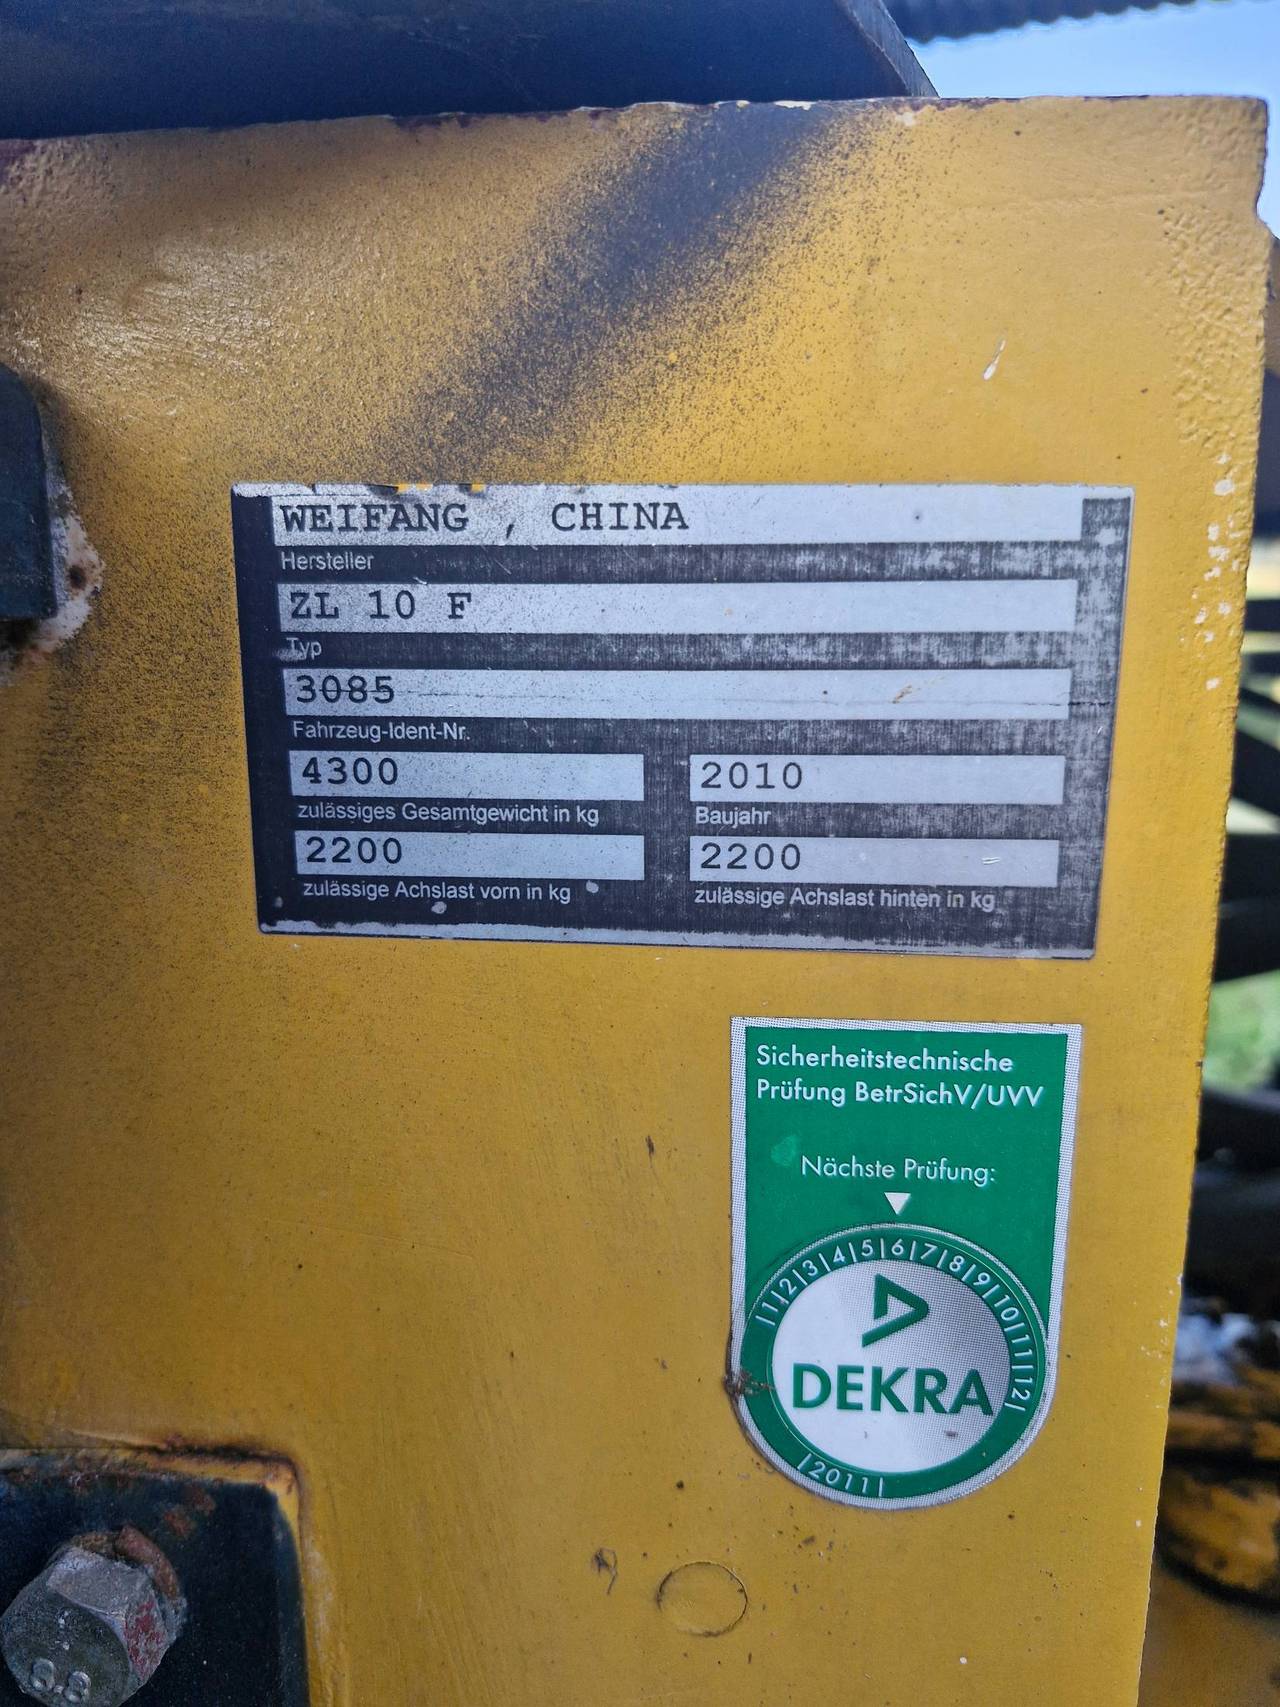 WEIFANG , CHINA
Hersteller
ZL 10 F
Typ
3085
Fahrzeug-Ident-Nr.
4300
2010
zulässiges Gesamtgewicht in kg
Baujahr
2200
2200
zulässige Achslast vorn in kg
zulässige Achslast hinten in kg
Sicherheitstechnische
Prüfung BetrSichV/UVV
Nächste Prüfung:
|1|2|3|4|5|6|7|8|9|10|11|12|
DEKRA
|2011|
8.8